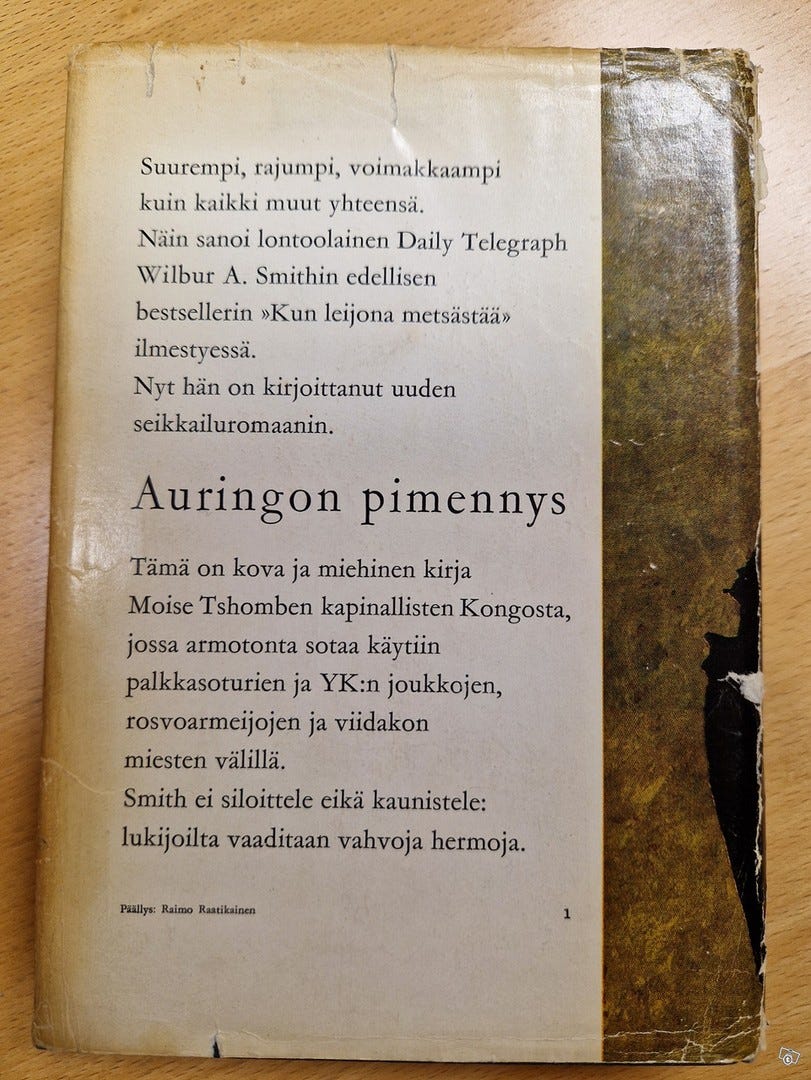 Suurempi, rajumpi, voimakkaampi
kuin kaikki muut yhteensä.
Näin sanoi lontoolainen Daily Telegraph
Wilbur A. Smithin edellisen
bestsellerin »Kun leijona metsästää»
ilmestyessä.
Nyt hän on kirjoittanut uuden
seikkailuromaanin.
Auringon pimennys
Tämä on kova ja miehinen kirja
Moise Tshomben kapinallisten Kongosta,
jossa armotonta sotaa käytiin
palkkasoturien ja YK:n joukkojen,
rosvoarmeijojen ja viidakon
miesten välillä.
Smith ei siloittele eikä kaunistele:
lukijoilta vaaditaan vahvoja hermoja.
Päällys: Raimo Raatikainen
1